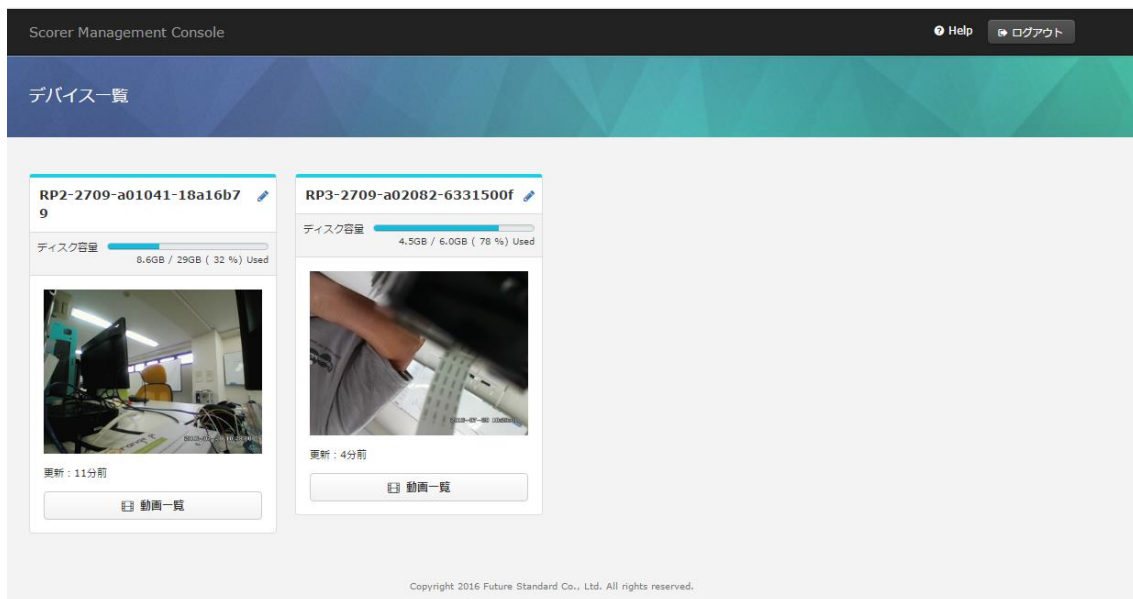 Scorer Management Console
Help
ログアウト
デバイス一覧
RP2-2709-a01041-18a16b7
9
ディスク容量
8.6GB / 29GB ( 32 %) Used
更新：11分前
動画一覧
RP3-2709-a02082-6331500f
ディスク容量
4.5GB / 6.0GB ( 78 %) Used
更新：4分前
動画一覧
Copyright 2016 Future Standard Co., Ltd. All rights reserved.